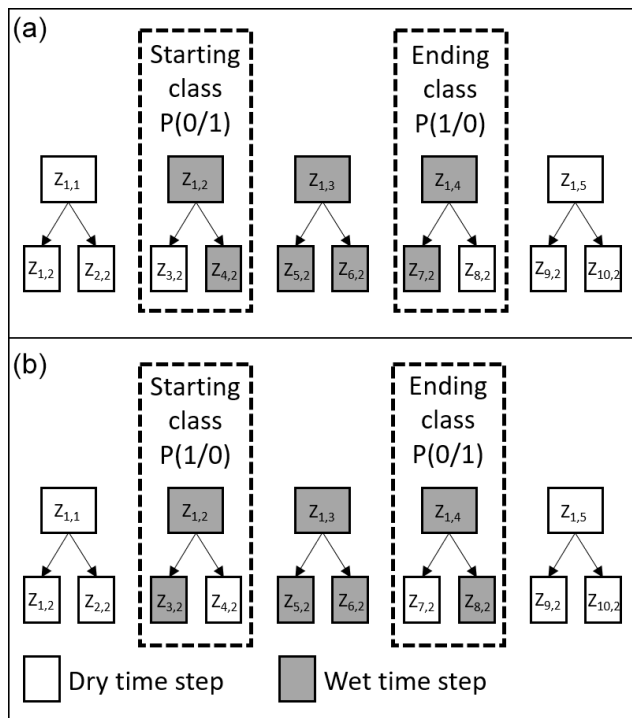 (a)
Starting
class
P(0/1)
Ending
class
P(1/0)
Z1,1 Z1,2 Z1,3 Z1,4 Z1,5
Z1,2 Z2,2 Z3,2 Z4,2 Z5,2 Z6,2 Z7,2 Z8,2 Z9,2 Z10,2
(b)
Starting
class
P(1/0)
Ending
class
P(0/1)
Z1,1 Z1,2 Z1,3 Z1,4 Z1,5
Z1,2 Z2,2 Z3,2 Z4,2 Z5,2 Z6,2 Z7,2 Z8,2 Z9,2 Z10,2
Dry time step Wet time step